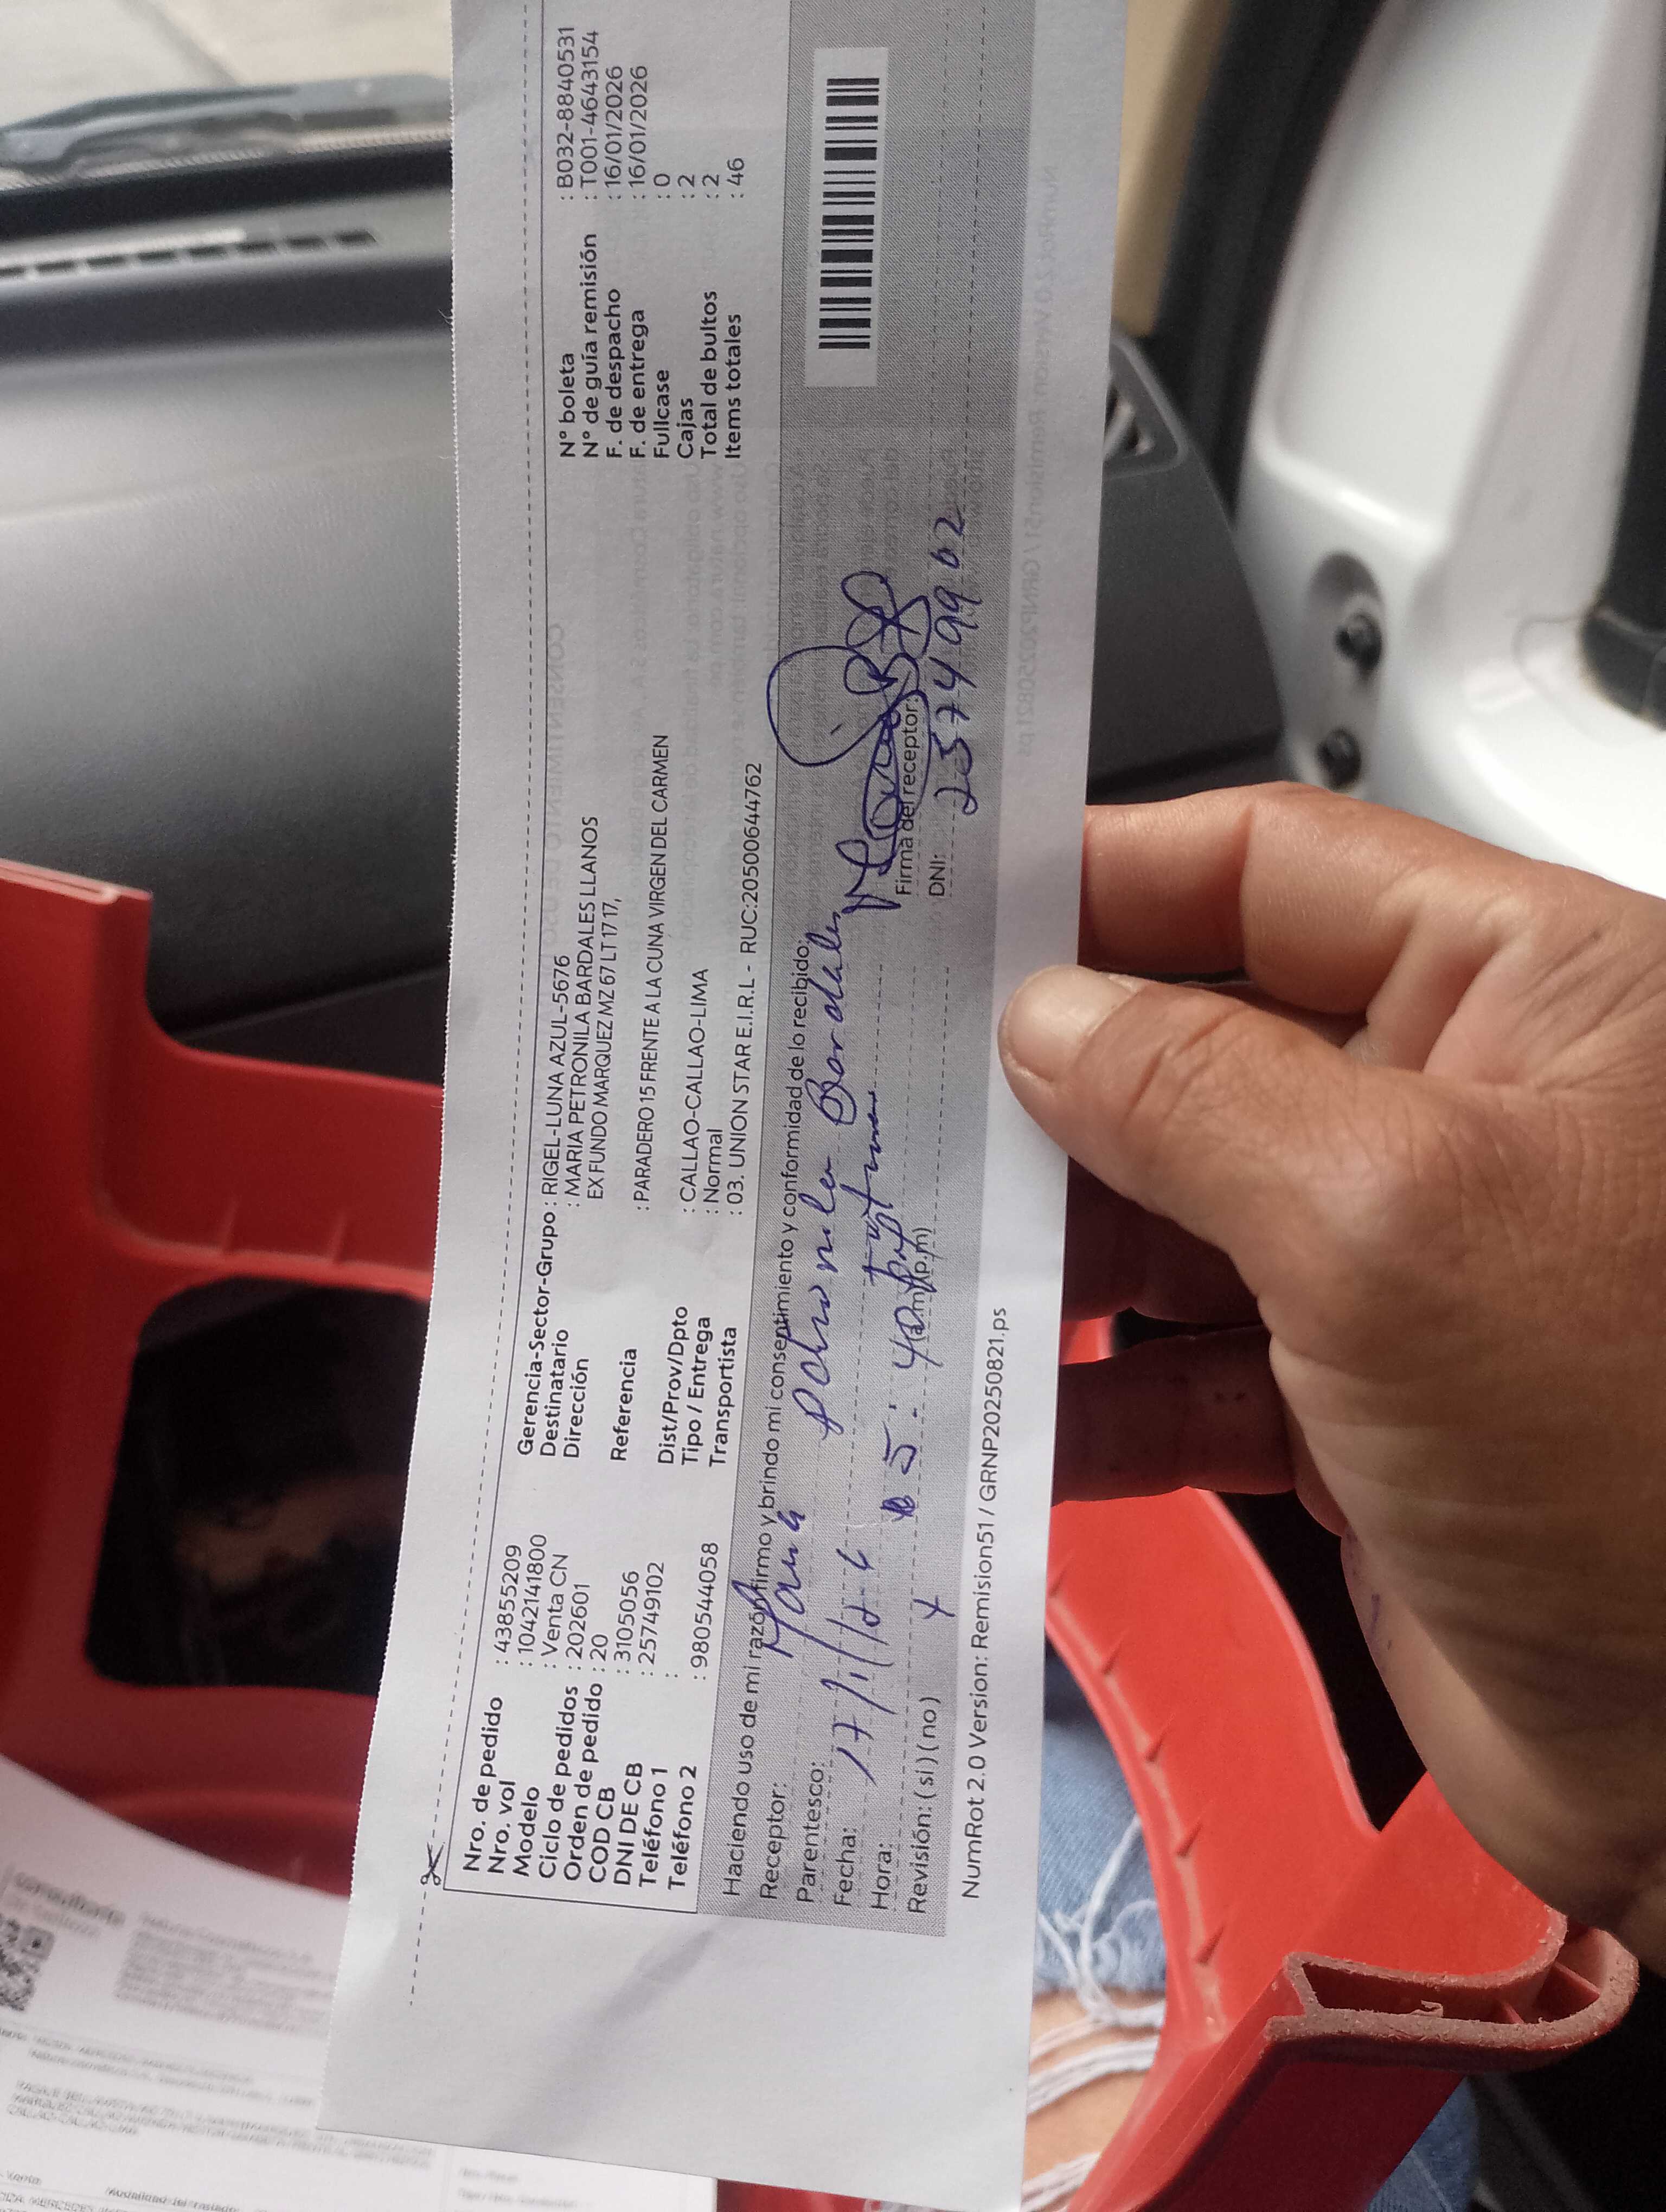 Nro. de pedido : 438555209
Nro. vol : 1042141800
Modelo : Venta CN
Ciclo de pedidos : 202601
Orden de pedido : 20
COD CB : 3105056
DNI DE CB : 25749102
Teléfono 1 :
Teléfono 2 : 980544058
Gerencia-Sector-Grupo : RIGEL-LUNA AZUL-5676
Destinatario : MARIA PETRONILA BARDALES LLANOS
Dirección EX FUNDO MARQUEZ MZ 67 LT 17 17,
Referencia : PARADERO 15 FRENTE A LA CUNA VIRGEN DEL CARMEN
Dist/Prov/Dpto : CALLAO-CALLAO-LIMA
Tipo / Entrega : Normal
Transportista : 03. UNION STAR E.I.R.L - RUC:20500644762
N° boleta : B032-8840531
N° de guía remisión : T001-4643154
F. de despacho : 16/01/2026
F. de entrega : 16/01/2026
Fullcase : 0
Cajas : 2
Total de bultos : 2
Items totales : 46
Haciendo uso de mi razón firmo y brindo mi consentimiento y conformidad de lo recibido:
Receptor: Maria Petronila Bardales
Parentesco:
Fecha: 17/1/26
Hora: 5:40 (a.m)(p.m)
Revisión: (si) (no)
Firma del receptor:
DNI:
NumRot 2.0 Version: Remision51 / GRNP20250821.ps